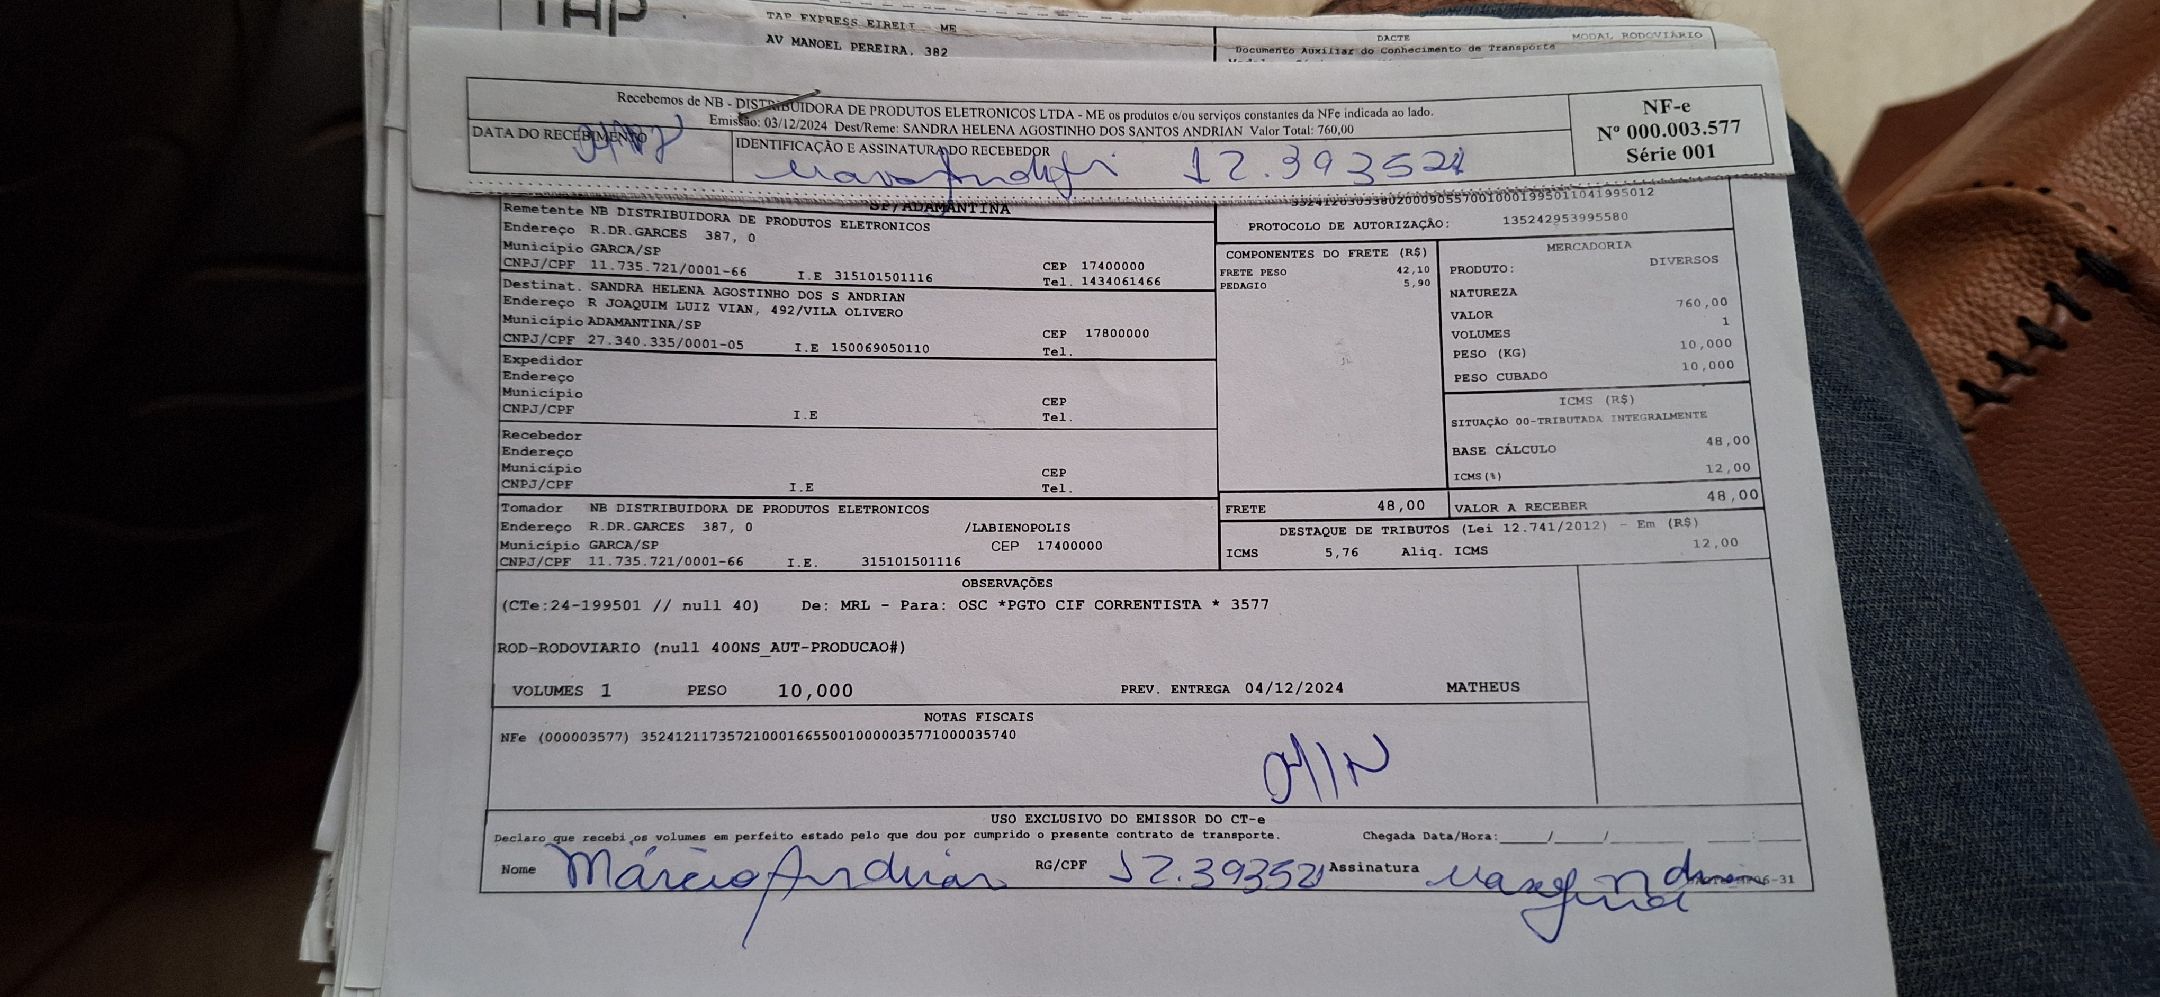 TAP
TAP EXPRESS EIRELI - ME
AV MANOEL PEREIRA, 382
DACTE
MODAL RODOVIÁRIO
Documento Auxiliar do Conhecimento de Transporte
Recebemos de NB - DISTRIBUIDORA DE PRODUTOS ELETRONICOS LTDA - ME os produtos e/ou serviços constantes da NFe indicada ao lado.
Emissão: 03/12/2024 Dest/Reme: SANDRA HELENA AGOSTINHO DOS SANTOS ANDRIAN Valor Total: 760,00
DATA DO RECEBIMENTO
IDENTIFICAÇÃO E ASSINATURA DO RECEBEDOR
12.393521
NF-e
Nº 000.003.577
Série 001
SP/ADAMANTINA
Remetente NB DISTRIBUIDORA DE PRODUTOS ELETRONICOS
Endereço R.DR.GARCES 387, 0
Município GARCA/SP
CEP 17400000
CNPJ/CPF 11.735.721/0001-66 I.E 315101501116
Tel. 1434061466
Destinat. SANDRA HELENA AGOSTINHO DOS S ANDRIAN
Endereço R JOAQUIM LUIZ VIAN, 492/VILA OLIVERO
Município ADAMANTINA/SP
CEP 17800000
CNPJ/CPF 27.340.335/0001-05 I.E 150069050110
Tel.
Expedidor
Endereço
Município
CEP
CNPJ/CPF I.E
Tel.
Recebedor
Endereço
Município
CEP
CNPJ/CPF I.E
Tel.
Tomador NB DISTRIBUIDORA DE PRODUTOS ELETRONICOS
Endereço R.DR.GARCES 387, 0 /LABIENOPOLIS
Município GARCA/SP CEP 17400000
CNPJ/CPF 11.735.721/0001-66 I.E. 315101501116
PROTOCOLO DE AUTORIZAÇÃO: 135242953995580
COMPONENTES DO FRETE (R$)
FRETE PESO 42,10
PEDAGIO 5,90
MERCADORIA
PRODUTO: DIVERSOS
NATUREZA
VALOR 760,00
VOLUMES 1
PESO (KG) 10,000
PESO CUBADO 10,000
ICMS (R$)
SITUAÇÃO 00-TRIBUTADA INTEGRALMENTE
BASE CÁLCULO 48,00
ICMS(%) 12,00
FRETE 48,00
VALOR A RECEBER 48,00
DESTAQUE DE TRIBUTOS (Lei 12.741/2012) - Em (R$)
ICMS 5,76 Aliq. ICMS 12,00
OBSERVAÇÕES
(CTe:24-199501 // null 40) De: MRL - Para: OSC *PGTO CIF CORRENTISTA * 3577
ROD-RODOVIARIO (null 400NS_AUT-PRODUCAO#)
VOLUMES 1 PESO 10,000 PREV. ENTREGA 04/12/2024 MATHEUS
NOTAS FISCAIS
NFe (000003577) 35241211735721000166550010000035771000035740
USO EXCLUSIVO DO EMISSOR DO CT-e
Declaro que recebi os volumes em perfeito estado pelo que dou por cumprido o presente contrato de transporte.
Chegada Data/Hora:____/____/______ __:____
Nome Márcio Andrian RG/CPF 12.393521 Assinatura